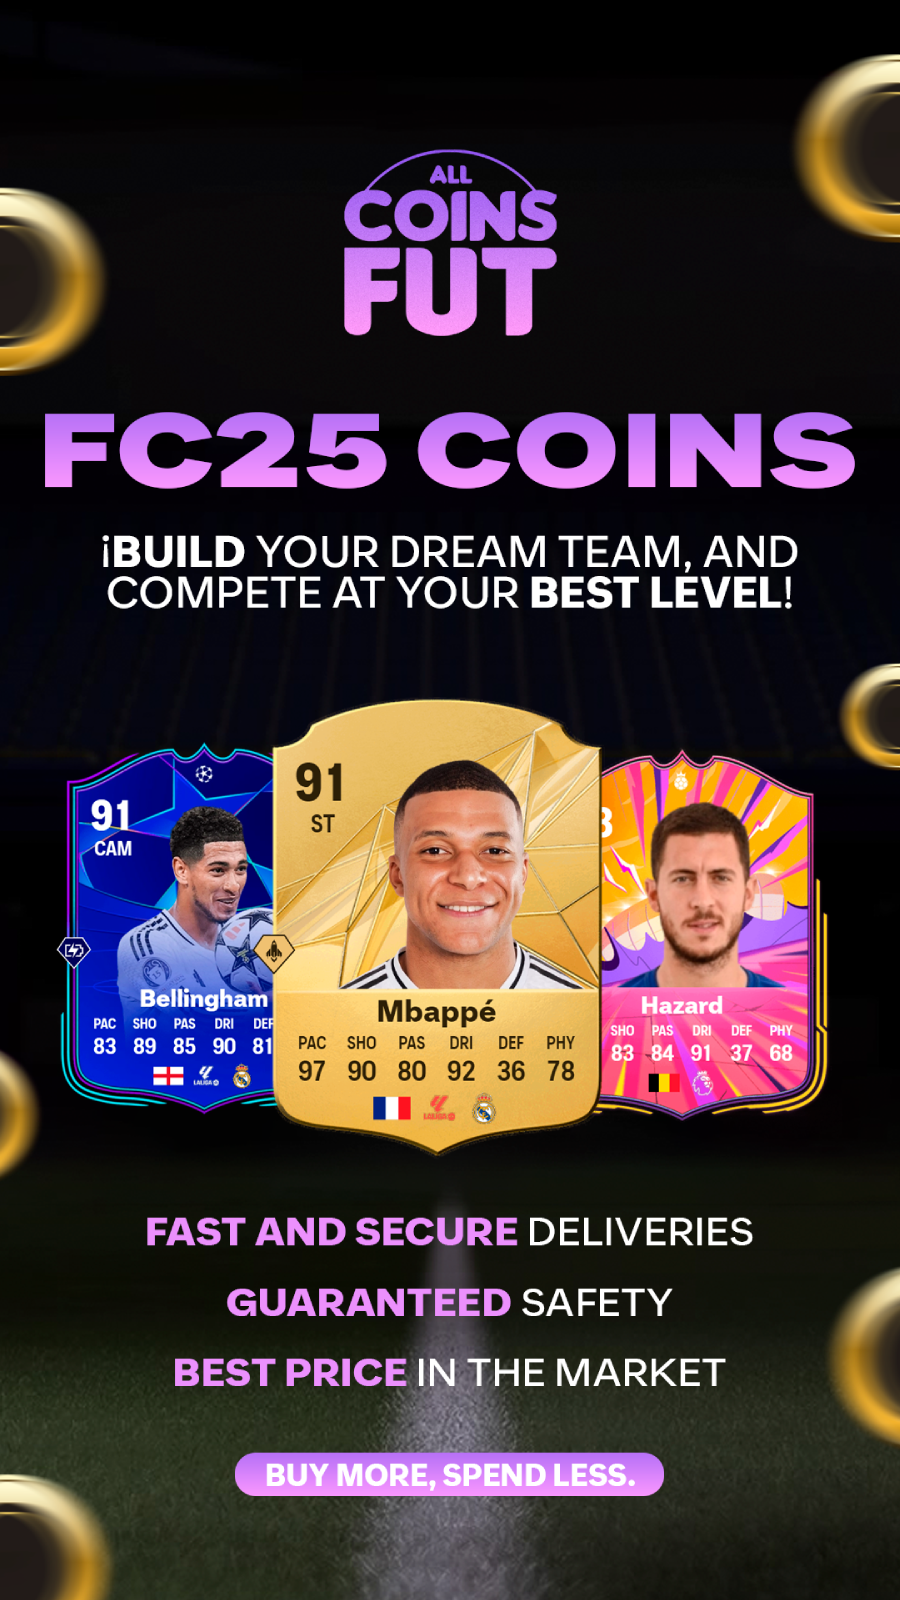 ALL
COINS
FUT
FC25 COINS
¡BUILD YOUR DREAM TEAM, AND
COMPETE AT YOUR BEST LEVEL!
91
CAM
Bellingham
PAC SHO PAS DRI DEF
83 89 85 90 81
LALIGA
91
ST
Mbappé
PAC SHO PAS DRI DEF PHY
97 90 80 92 36 78
LALIGA
Hazard
SHO PAS DRI DEF PHY
83 84 91 37 68
FAST AND SECURE DELIVERIES
GUARANTEED SAFETY
BEST PRICE IN THE MARKET
BUY MORE, SPEND LESS.